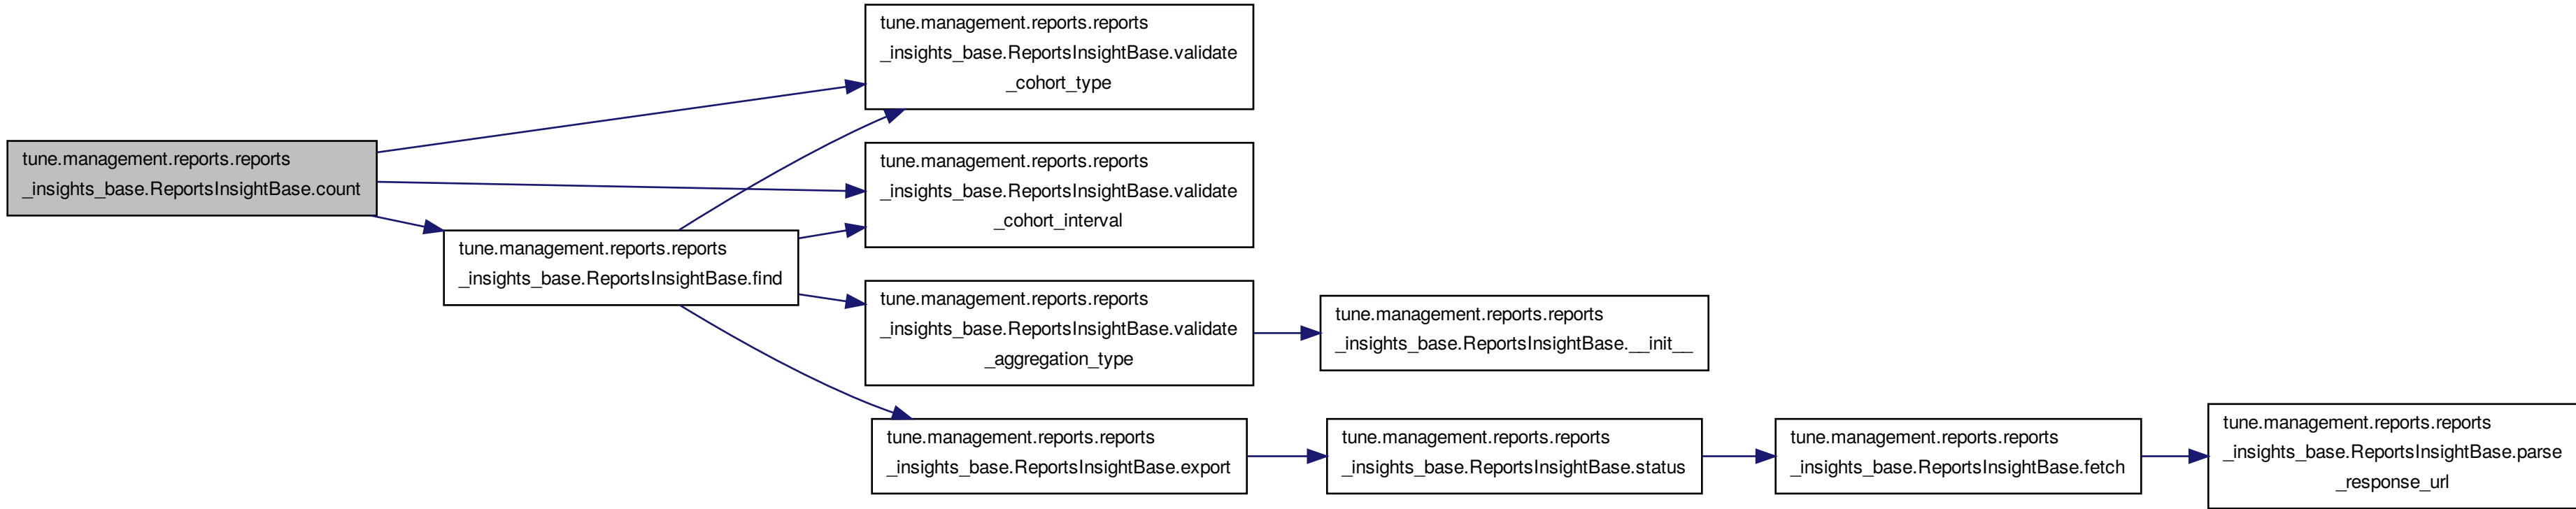 tune.management.reports.reports
_insights_base.ReportsInsightBase.count
tune.management.reports.reports
_insights_base.ReportsInsightBase.find
tune.management.reports.reports
_insights_base.ReportsInsightBase.validate
_cohort_type
tune.management.reports.reports
_insights_base.ReportsInsightBase.validate
_cohort_interval
tune.management.reports.reports
_insights_base.ReportsInsightBase.validate
_aggregation_type
tune.management.reports.reports
_insights_base.ReportsInsightBase.__init__
tune.management.reports.reports
_insights_base.ReportsInsightBase.export
tune.management.reports.reports
_insights_base.ReportsInsightBase.status
tune.management.reports.reports
_insights_base.ReportsInsightBase.fetch
tune.management.reports.reports
_insights_base.ReportsInsightBase.parse
_response_url